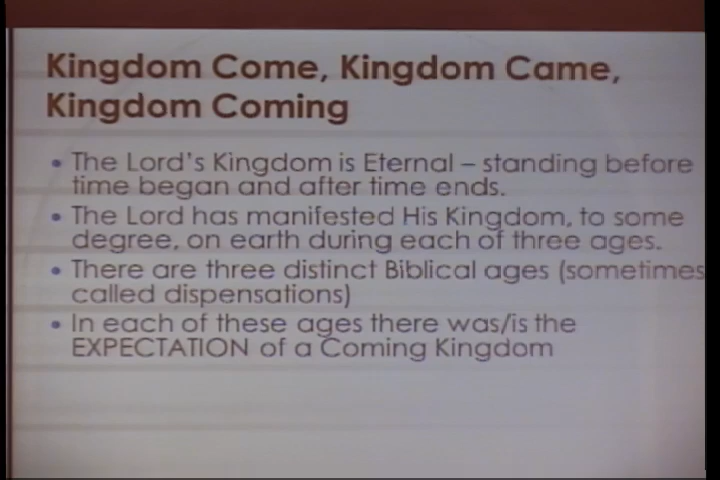 Kingdom Come, Kingdom Came,
Kingdom Coming
• The Lord's Kingdom is Eternal – standing before
time began and after time ends.
• The Lord has manifested His Kingdom, to some
degree, on earth during each of three ages.
• There are three distinct Biblical ages (sometimes
called dispensations)
• In each of these ages there was/is the
EXPECTATION of a Coming Kingdom